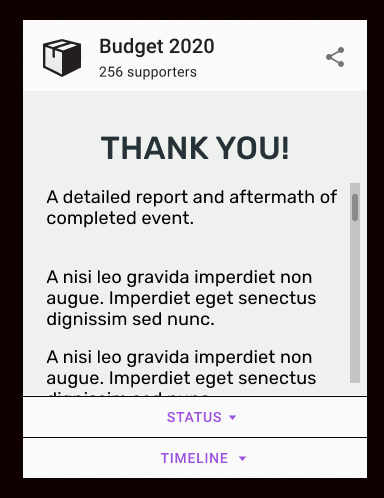 Budget 2020
256 supporters
THANK YOU!
A detailed report and aftermath of
completed event.
A nisi leo gravida imperdiet non
augue. Imperdiet eget senectus
dignissim sed nunc.
A nisi leo gravida imperdiet non
augue. Imperdiet eget senectus
STATUS
TIMELINE